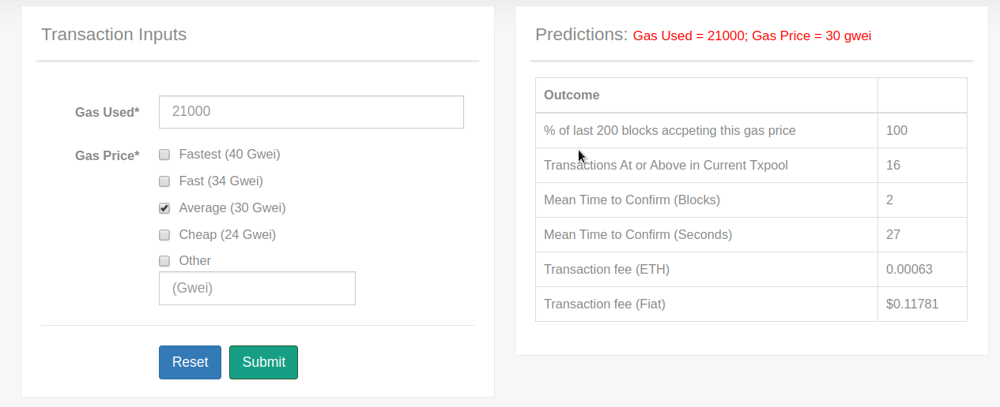 Transaction Inputs
Gas Used*
21000
Gas Price*
Fastest (40 Gwei)
Fast (34 Gwei)
Average (30 Gwei)
Cheap (24 Gwei)
Other
(Gwei)
Reset
Submit
Predictions: Gas Used = 21000; Gas Price = 30 gwei
Outcome
% of last 200 blocks accpeting this gas price 100
Transactions At or Above in Current Txpool 16
Mean Time to Confirm (Blocks) 2
Mean Time to Confirm (Seconds) 27
Transaction fee (ETH) 0.00063
Transaction fee (Fiat) $0.11781